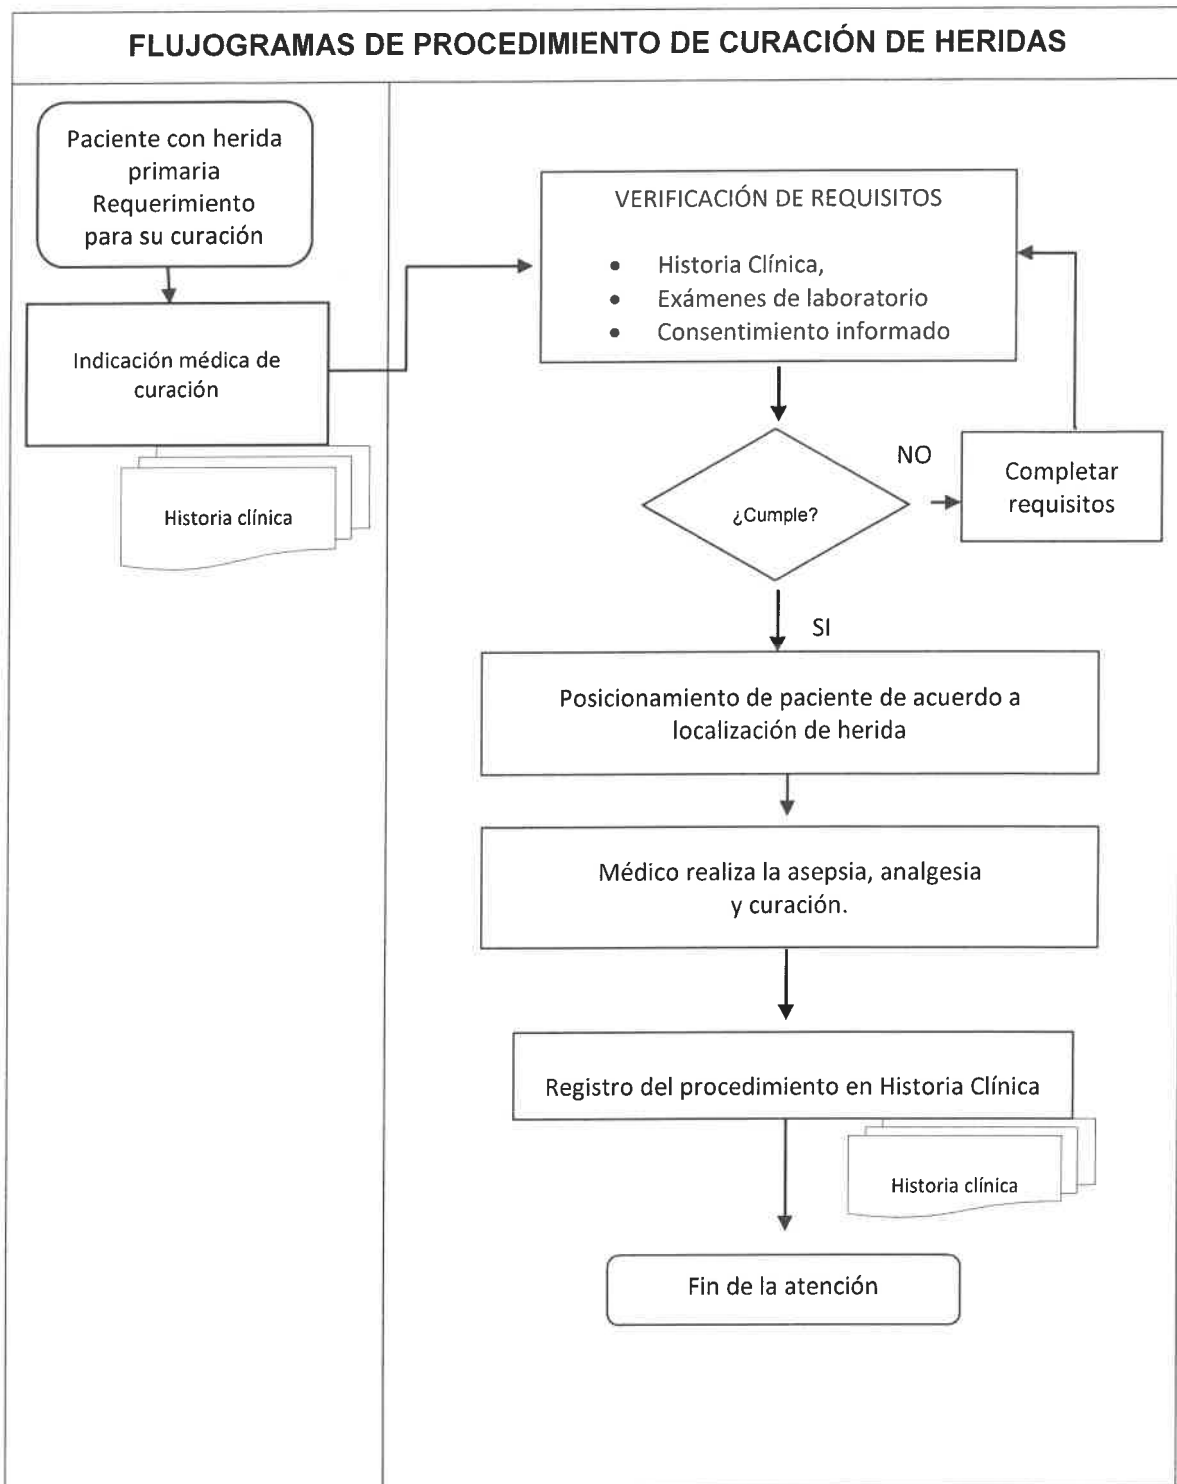 FLUJOGRAMAS DE PROCEDIMIENTO DE CURACIÓN DE HERIDAS
Paciente con herida
primaria
Requerimiento
para su curación
Indicación médica de
curación
Historia clínica
VERIFICACIÓN DE REQUISITOS
• Historia Clínica,
• Exámenes de laboratorio
• Consentimiento informado
¿Cumple?
NO
Completar
requisitos
SI
Posicionamiento de paciente de acuerdo a
localización de herida
Médico realiza la asepsia, analgesia
y curación.
Registro del procedimiento en Historia Clínica
Historia clínica
Fin de la atención